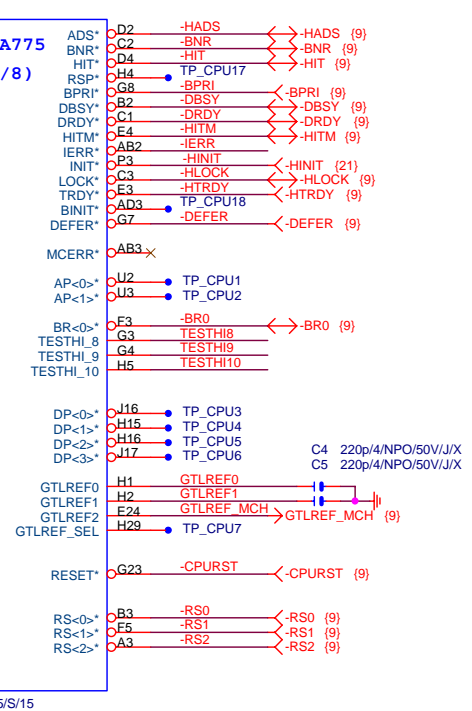 A775
/8)
ADS* D2 -HADS -HADS {9}
BNR* C2 -BNR -BNR {9}
HIT* D4 -HIT -HIT {9}
RSP* H4 TP_CPU17
BPRI* G8 -BPRI -BPRI {9}
DBSY* B2 -DBSY -DBSY {9}
DRDY* C1 -DRDY -DRDY {9}
HITM* E4 -HITM -HITM {9}
IERR* AB2 -IERR
INIT* P3 -HINIT -HINIT {21}
LOCK* C3 -HLOCK -HLOCK {9}
TRDY* E3 -HTRDY -HTRDY {9}
BINIT* AD3 TP_CPU18
DEFER* G7 -DEFER -DEFER {9}
MCERR* AB3
AP<0>* U2 TP_CPU1
AP<1>* U3 TP_CPU2
BR<0>* F3 -BR0 -BR0 {9}
TESTHI_8 G3 TESTHI8
TESTHI_9 G4 TESTHI9
TESTHI_10 H5 TESTHI10
DP<0>* J16 TP_CPU3
DP<1>* H15 TP_CPU4
DP<2>* H16 TP_CPU5
DP<3>* J17 TP_CPU6
C4 220p/4/NPO/50V/J/X
C5 220p/4/NPO/50V/J/X
GTLREF0 H1 GTLREF0
GTLREF1 H2 GTLREF1
GTLREF2 E24 GTLREF_MCH GTLREF_MCH {9}
GTLREF_SEL H29 TP_CPU7
RESET* G23 -CPURST -CPURST {9}
RS<0>* B3 -RS0 -RS0 {9}
RS<1>* F5 -RS1 -RS1 {9}
RS<2>* A3 -RS2 -RS2 {9}
5/S/15